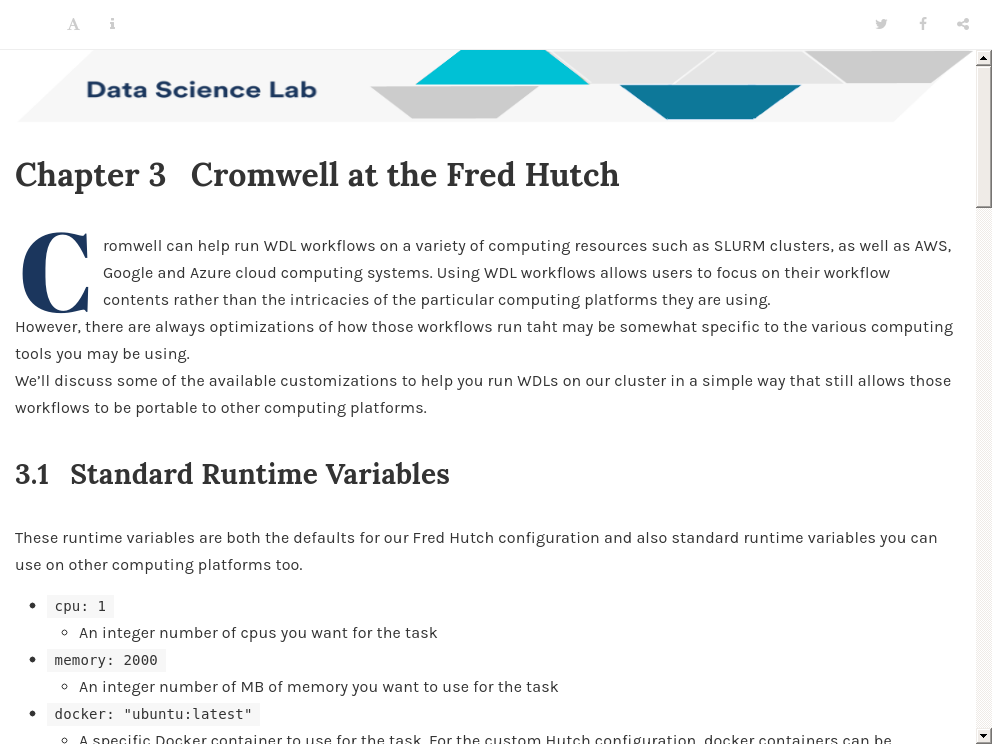 Data Science Lab
Chapter 3 Cromwell at the Fred Hutch
Cromwell can help run WDL workflows on a variety of computing resources such as SLURM clusters, as well as AWS,
Google and Azure cloud computing systems. Using WDL workflows allows users to focus on their workflow
contents rather than the intricacies of the particular computing platforms they are using.
However, there are always optimizations of how those workflows run taht may be somewhat specific to the various computing
tools you may be using.
We’ll discuss some of the available customizations to help you run WDLs on our cluster in a simple way that still allows those
workflows to be portable to other computing platforms.
3.1 Standard Runtime Variables
These runtime variables are both the defaults for our Fred Hutch configuration and also standard runtime variables you can
use on other computing platforms too.
cpu: 1
An integer number of cpus you want for the task
memory: 2000
An integer number of MB of memory you want to use for the task
docker: "ubuntu:latest"
A specific Docker container to use for the task. For the custom Hutch configuration, docker containers can be